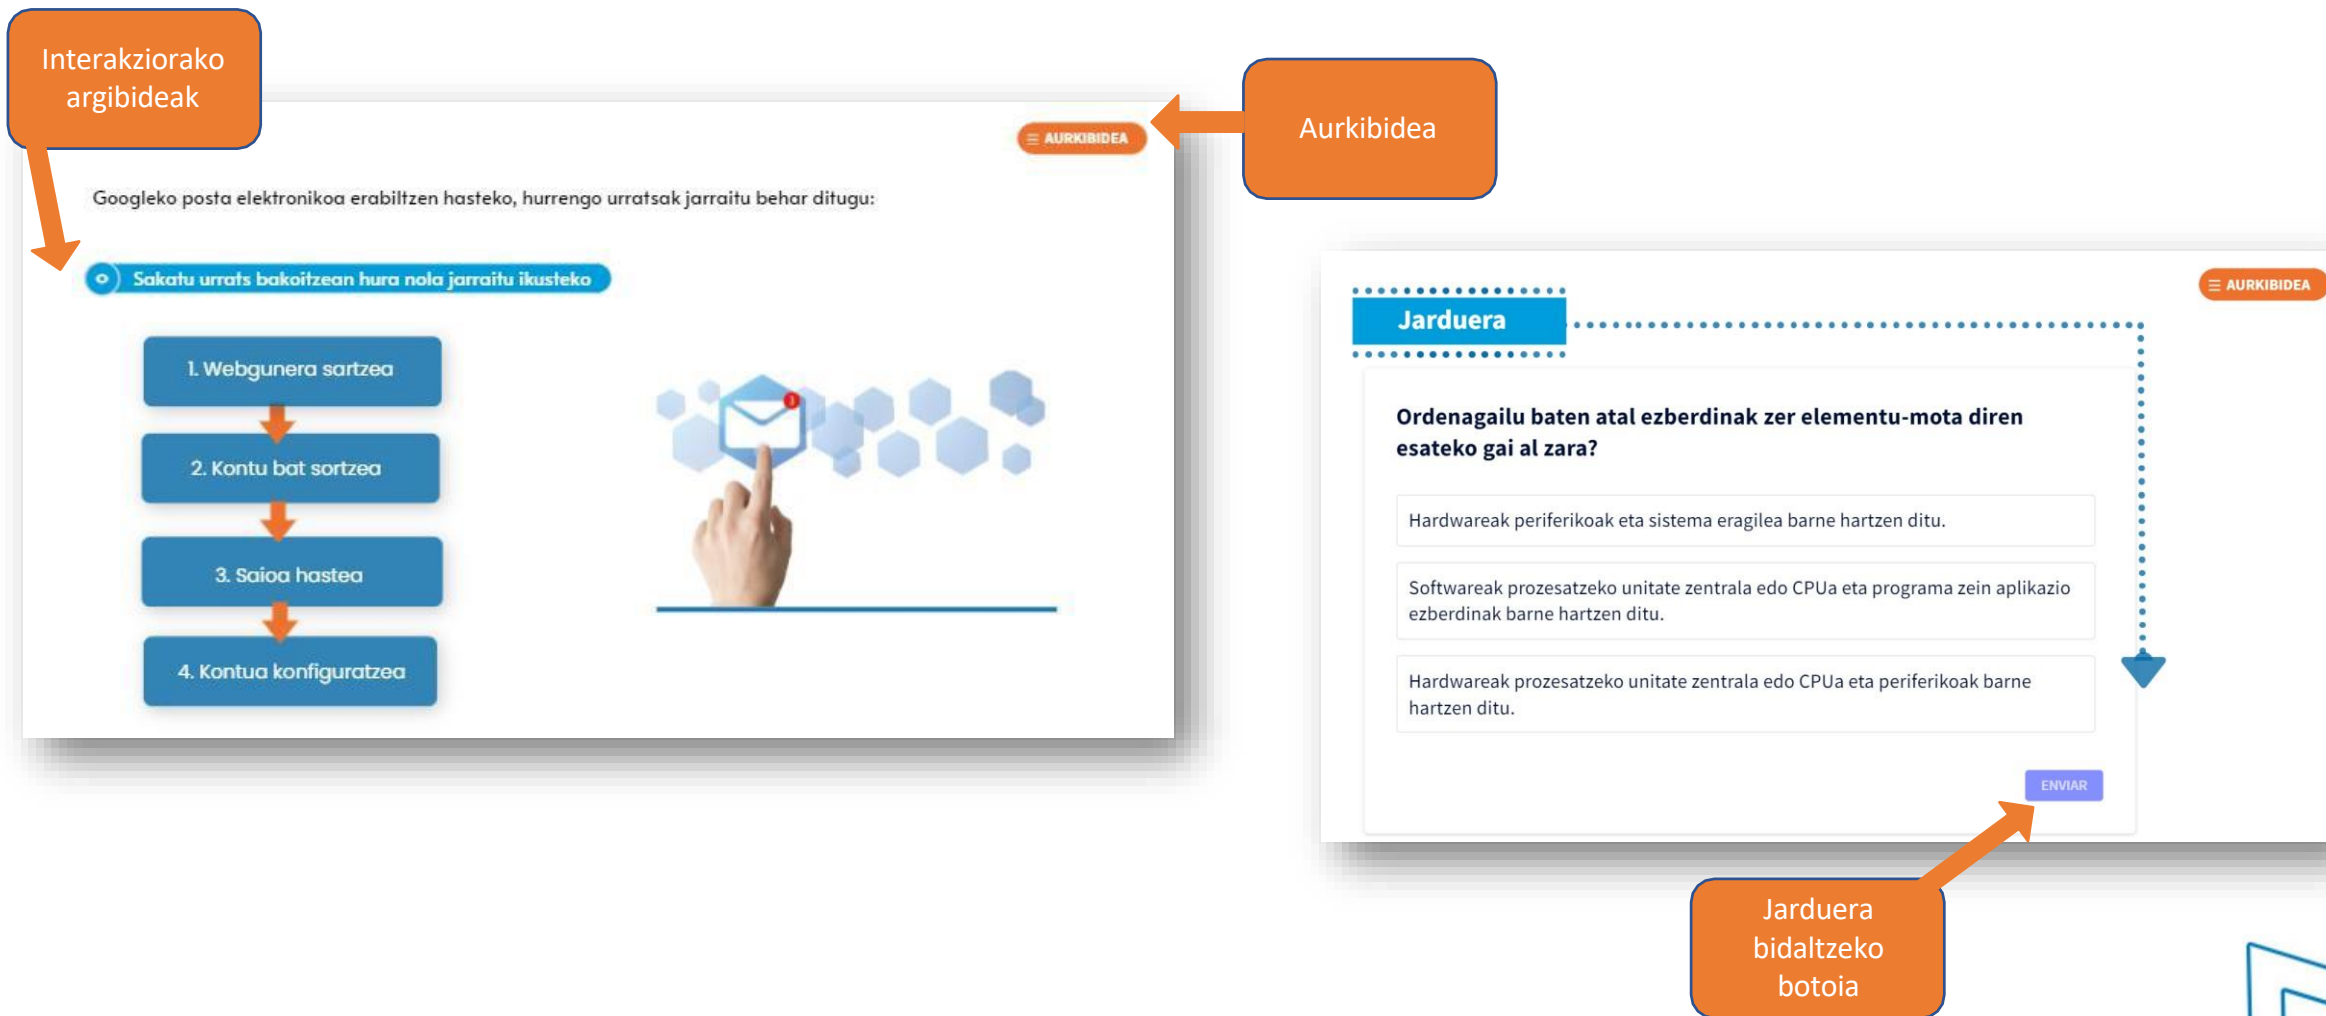 Interakziorako
argibideak
Aurkibidea
☰ AURKIBIDEA
Googleko posta elektronikoa erabiltzen hasteko, hurrengo urratsak jarraitu behar ditugu:
Sakatu urrats bakoitzean hura nola jarraitu ikusteko
1. Webgunera sartzea
2. Kontu bat sortzea
3. Saioa hastea
4. Kontua konfiguratzea
3
☰ AURKIBIDEA
Jarduera
Ordenagailu baten atal ezberdinak zer elementu-mota diren
esateko gai al zara?
Hardwareak periferikoak eta sistema eragilea barne hartzen ditu.
Softwareak prozesatzeko unitate zentrala edo CPUa eta programa zein aplikazio
ezberdinak barne hartzen ditu.
Hardwareak prozesatzeko unitate zentrala edo CPUa eta periferikoak barne
hartzen ditu.
ENVIAR
Jarduera
bidaltzeko
botoia